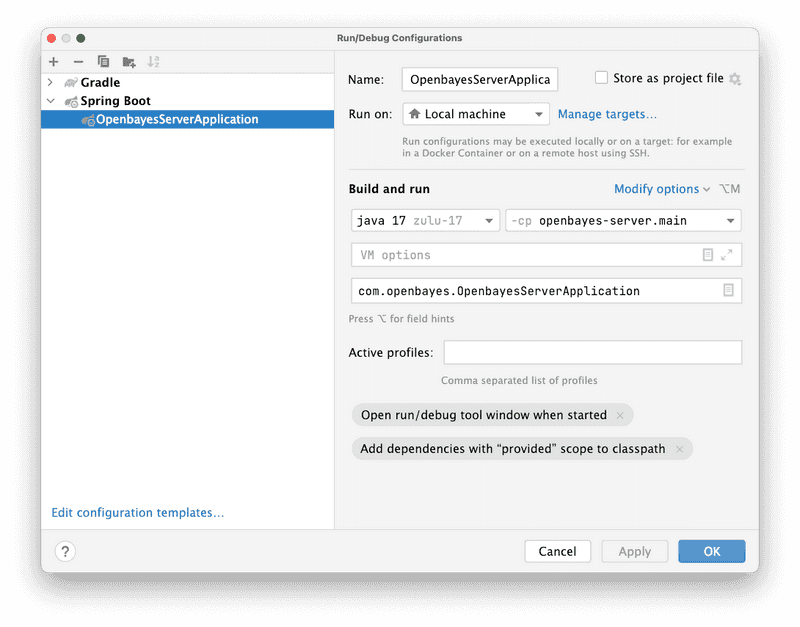 Run/Debug Configurations
Gradle
Spring Boot
OpenbayesServerApplication
Edit configuration templates...
Name: OpenbayesServerApplica Store as project file
Run on: Local machine Manage targets...
Run configurations may be executed locally or on a target: for example
in a Docker Container or on a remote host using SSH.
Build and run Modify options ⌥M
java 17 zulu-17 -cp openbayes-server.main
VM options
com.openbayes.OpenbayesServerApplication
Press ⌥ for field hints
Active profiles:
Comma separated list of profiles
Open run/debug tool window when started ×
Add dependencies with “provided” scope to classpath ×
? Cancel Apply OK